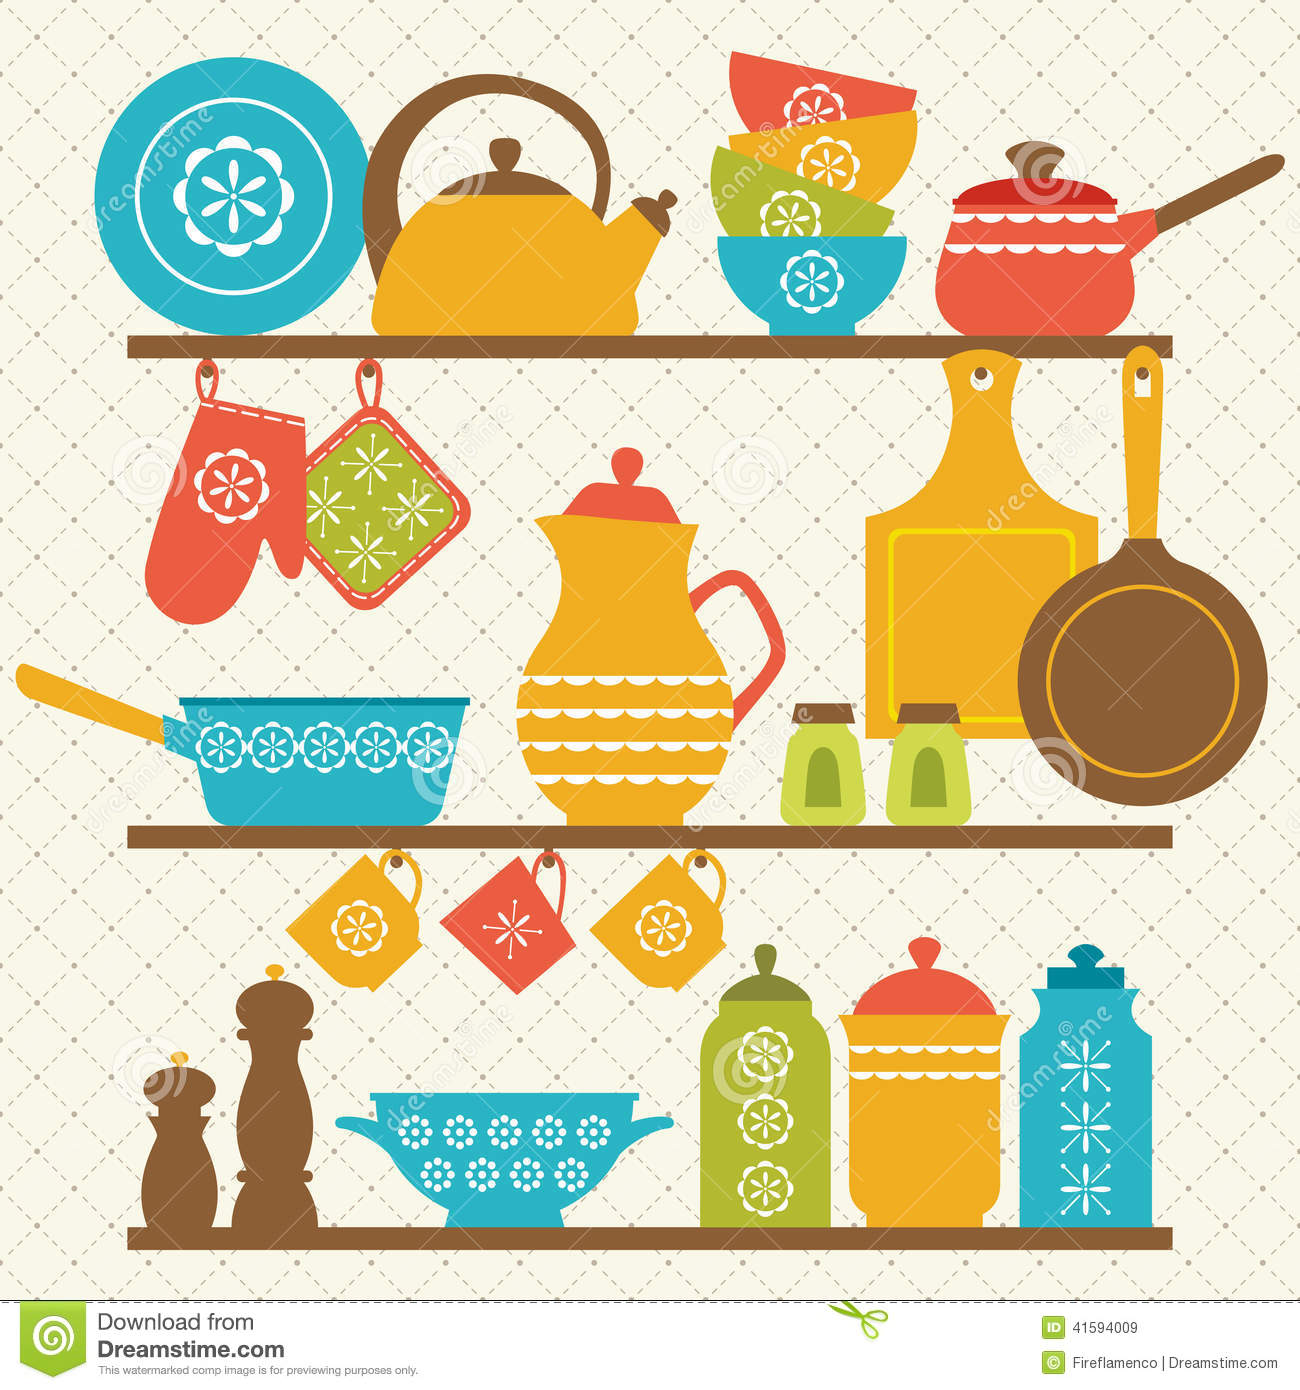 Download from
Dreamstime.com
This watermarked comp image is for previewing purposes only.
ID 41594009
© Fireflamenco | Dreamstime.com